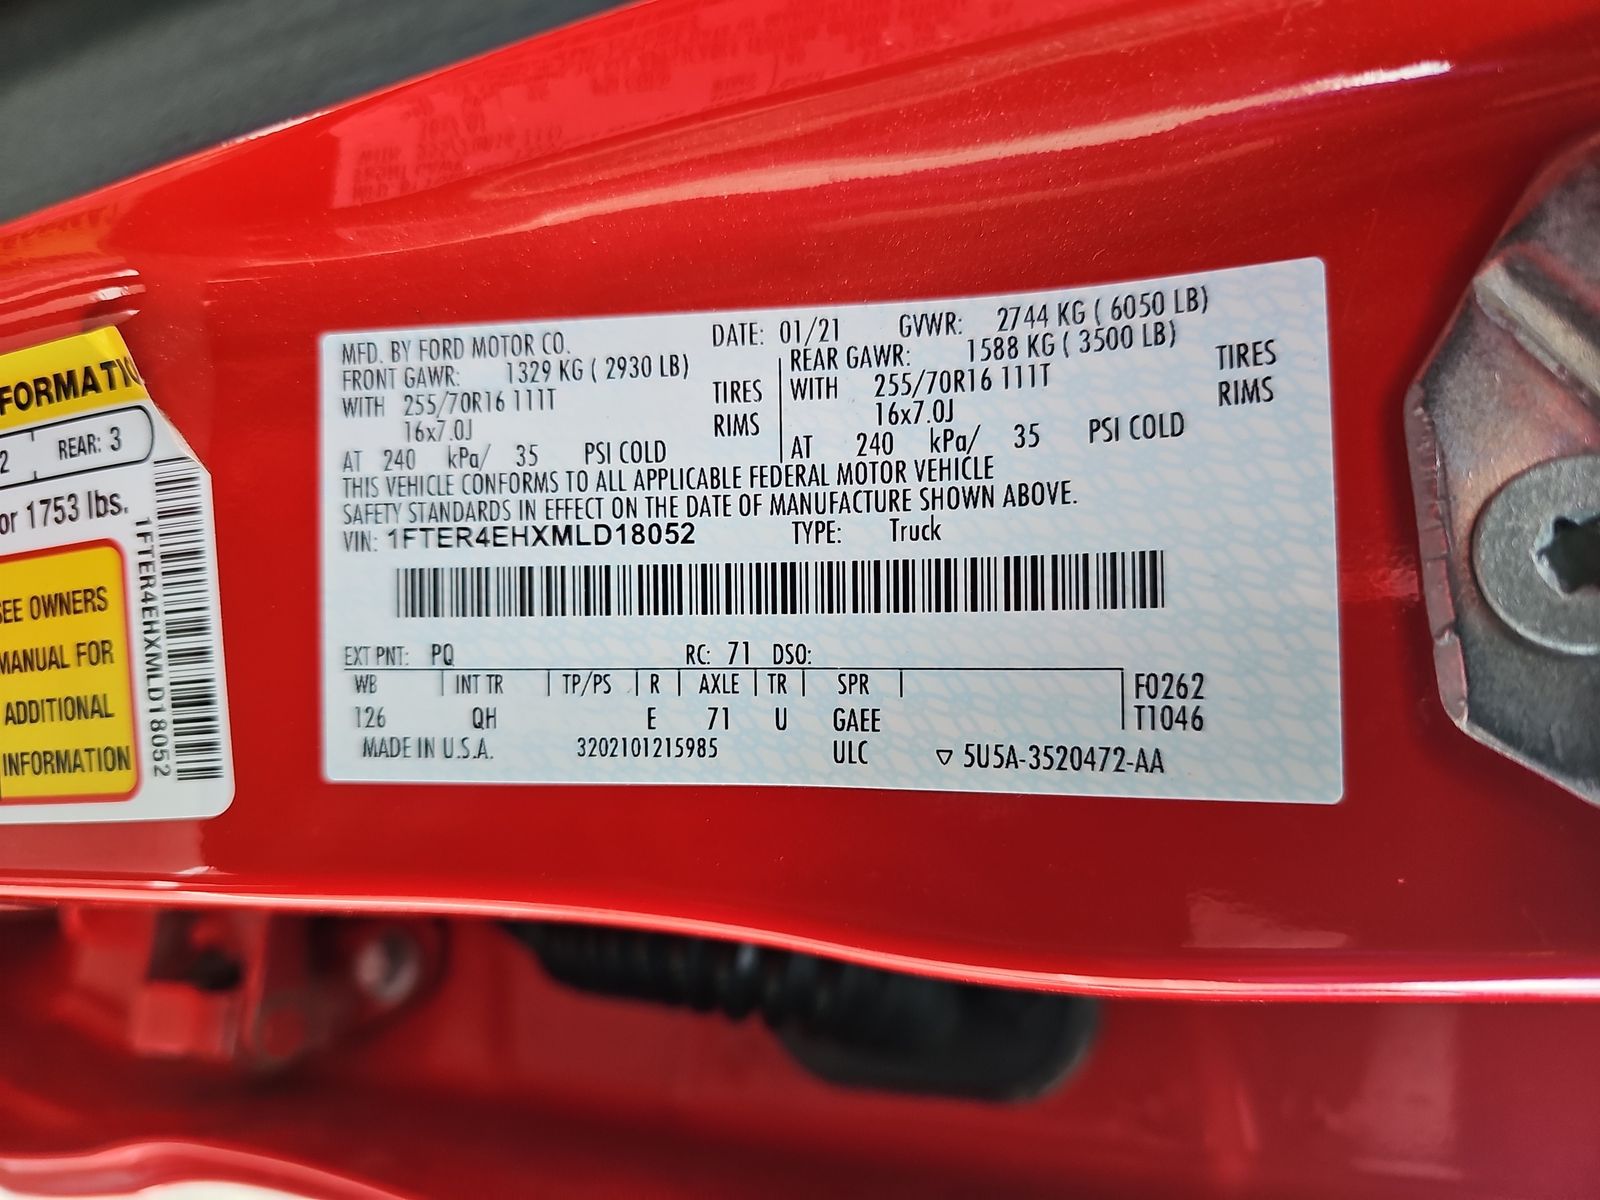 MFD. BY FORD MOTOR CO. DATE: 01/21 GVWR: 2744 KG ( 6050 LB)
FRONT GAWR: 1329 KG ( 2930 LB) REAR GAWR: 1588 KG ( 3500 LB)
WITH 255/70R16 111T TIRES WITH 255/70R16 111T TIRES
16x7.0J RIMS 16x7.0J RIMS
AT 240 kPa/ 35 PSI COLD AT 240 kPa/ 35 PSI COLD
THIS VEHICLE CONFORMS TO ALL APPLICABLE FEDERAL MOTOR VEHICLE
SAFETY STANDARDS IN EFFECT ON THE DATE OF MANUFACTURE SHOWN ABOVE.
VIN: 1FTER4EHXMLD18052 TYPE: Truck
EXT PNT: PQ RC: 71 DSO:
WB | INT TR | TP/PS | R | AXLE | TR | SPR | F0262
126 QH E 71 U GAEE T1046
MADE IN U.S.A. 3202101215985 ULC ▽ 5U5A-3520472-AA
FORMATI
2 REAR: 3
or 1753 lbs.
SEE OWNERS
MANUAL FOR
ADDITIONAL
INFORMATION
1FTER4EHXMLD18052